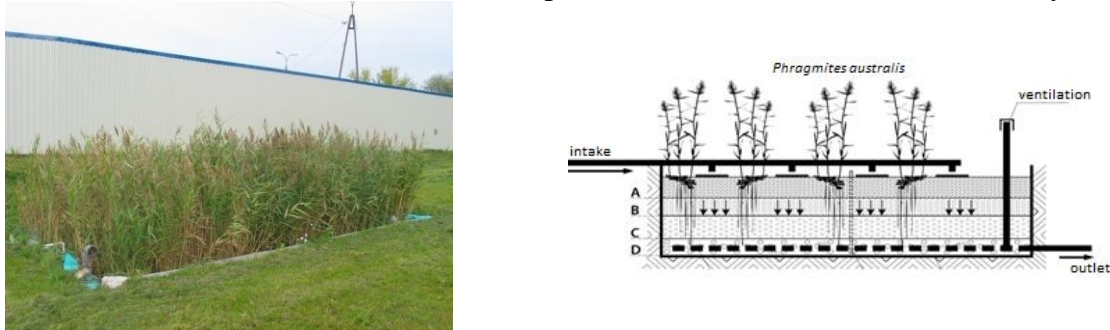 Phragmites australis
ventilation
intake
A
B
C
D
outlet